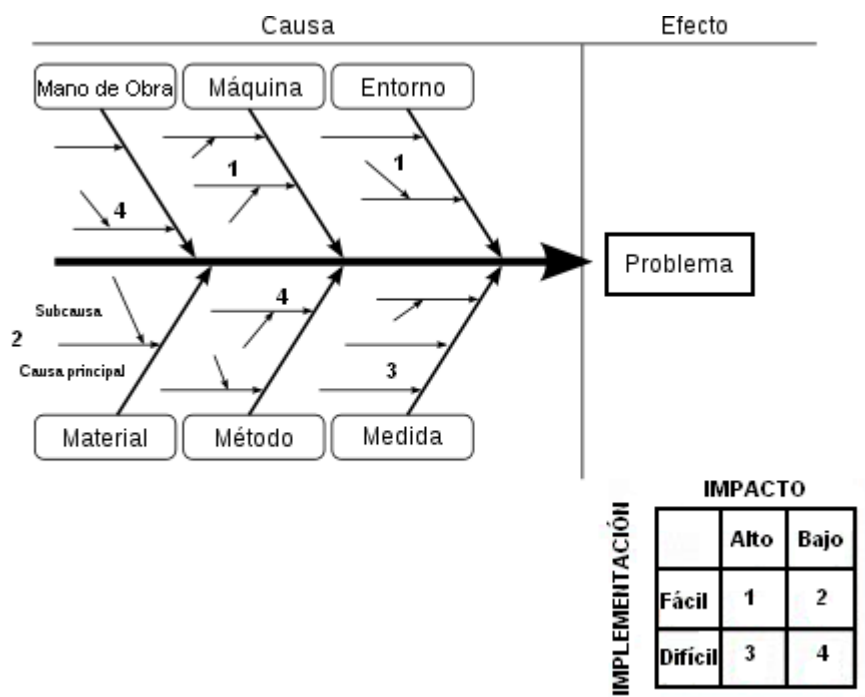 Causa Efecto
Mano de Obra Máquina Entorno
1 1
4
Problema
4
Subcausa
2
Causa principal 3
Material Método Medida
IMPACTO
IMPLEMENTACIÓN
Alto Bajo
Fácil 1 2
Difícil 3 4